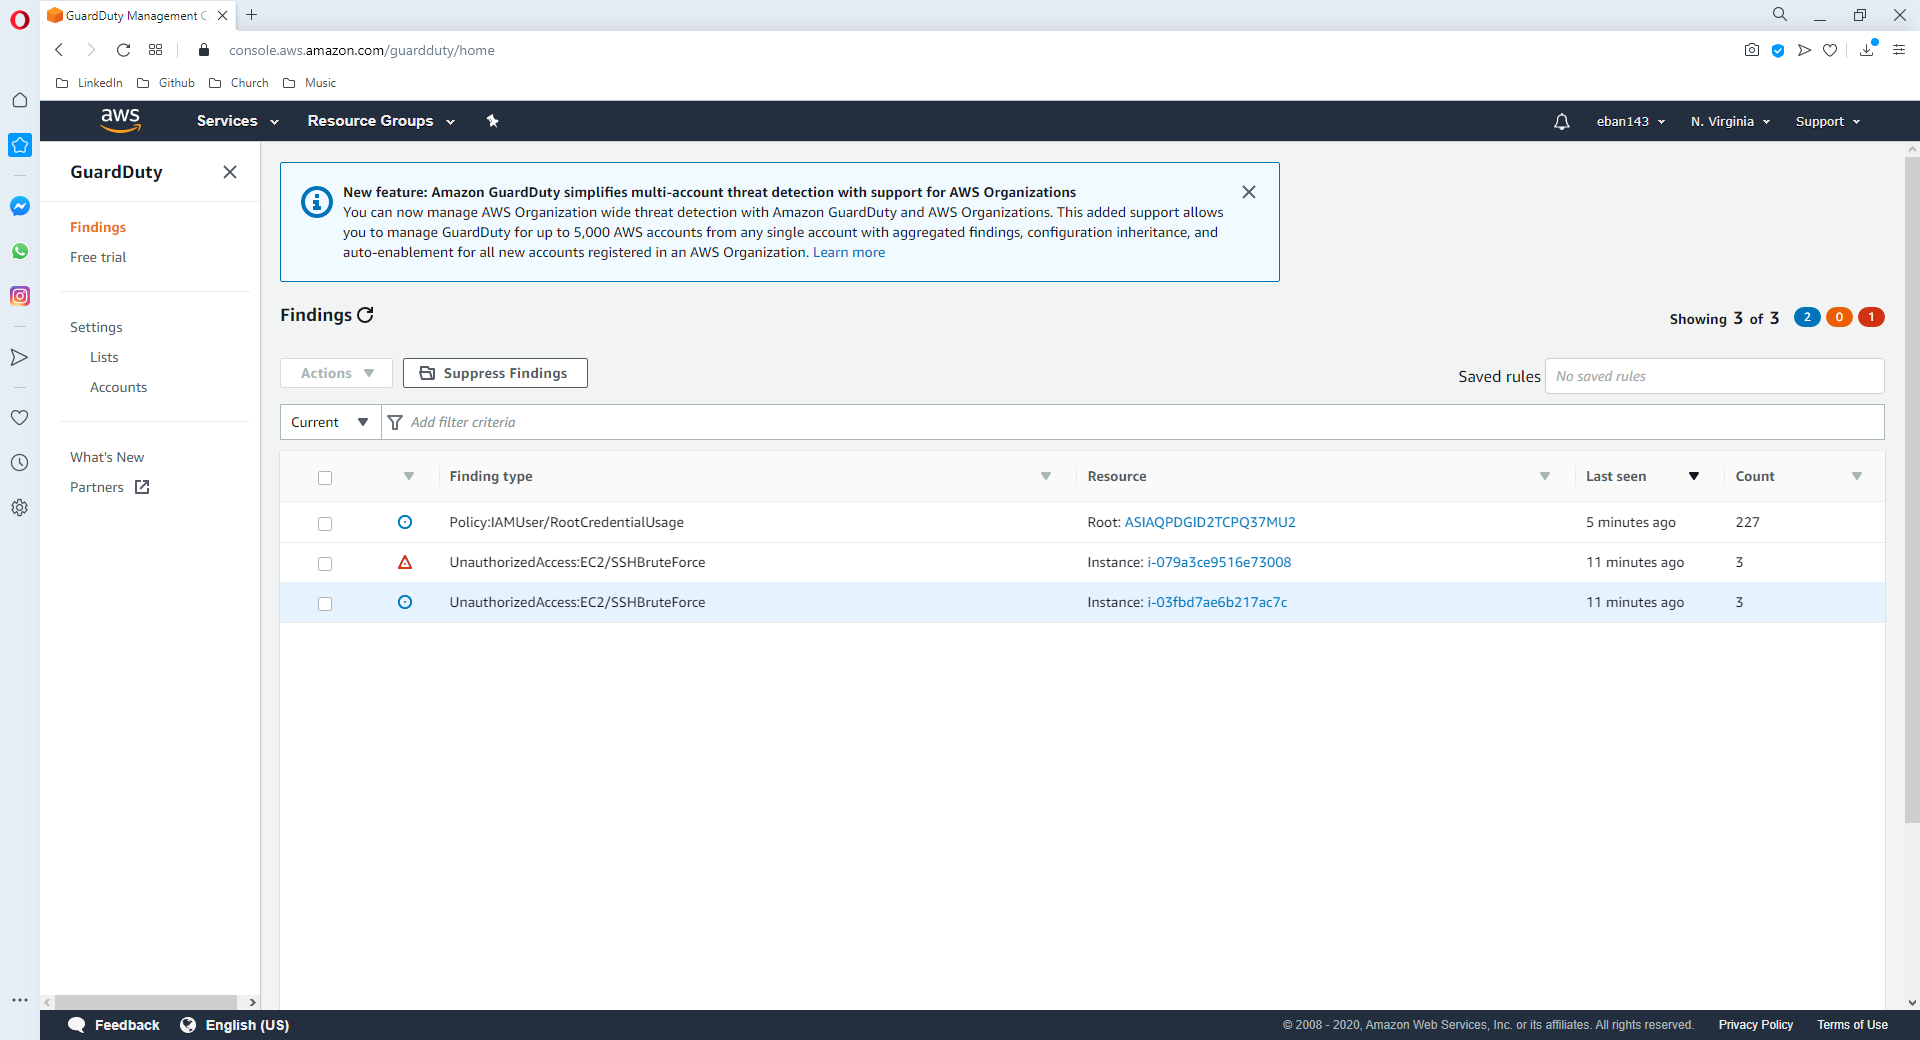 GuardDuty Management C
console.aws.amazon.com/guardduty/home
LinkedIn Github Church Music
aws Services Resource Groups eban143 N. Virginia Support
GuardDuty
Findings
Free trial
Settings
Lists
Accounts
What's New
Partners
New feature: Amazon GuardDuty simplifies multi-account threat detection with support for AWS Organizations
You can now manage AWS Organization wide threat detection with Amazon GuardDuty and AWS Organizations. This added support allows
you to manage GuardDuty for up to 5,000 AWS accounts from any single account with aggregated findings, configuration inheritance, and
auto-enablement for all new accounts registered in an AWS Organization. Learn more
Findings
Showing 3 of 3 2 0 1
Actions Suppress Findings
Saved rules No saved rules
Current Add filter criteria
Finding type Resource Last seen Count
Policy:IAMUser/RootCredentialUsage Root: ASIAQPDGID2TCPQ37MU2 5 minutes ago 227
UnauthorizedAccess:EC2/SSHBruteForce Instance: i-079a3ce9516e73008 11 minutes ago 3
UnauthorizedAccess:EC2/SSHBruteForce Instance: i-03fbd7ae6b217ac7c 11 minutes ago 3
Feedback English (US)
© 2008 - 2020, Amazon Web Services, Inc. or its affiliates. All rights reserved. Privacy Policy Terms of Use